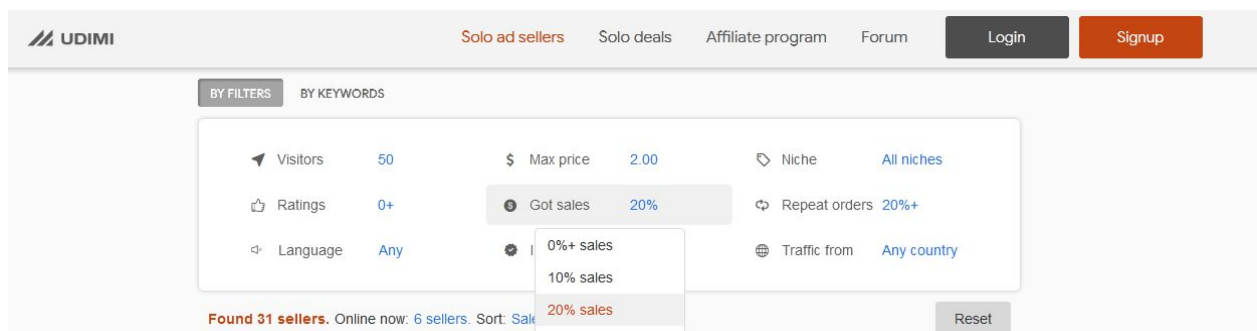 UDIMI Solo ad sellers Solo deals Affiliate program Forum Login Signup
BY FILTERS BY KEYWORDS
Visitors 50 $ Max price 2.00 Niche All niches
Ratings 0+ Got sales 20% Repeat orders 20%+
Language Any Traffic from Any country
0%+ sales
10% sales
20% sales
Found 31 sellers. Online now: 6 sellers. Sort: Reset